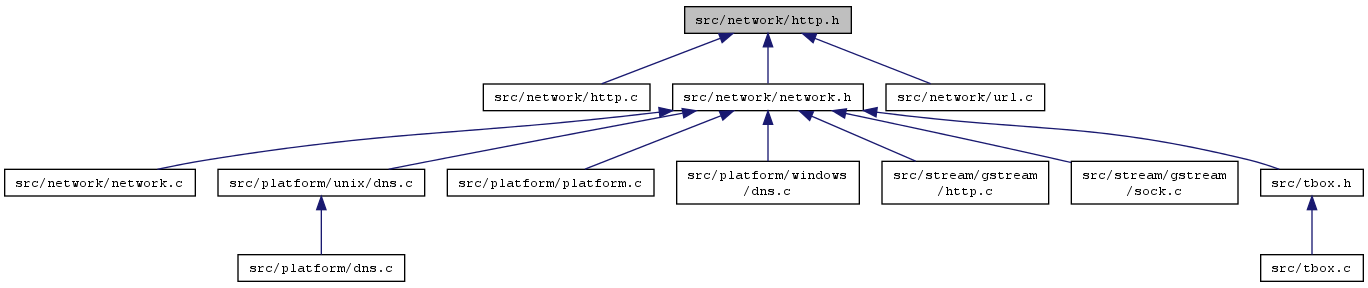 src/network/http.h
src/network/http.c
src/network/network.h
src/network/url.c
src/network/network.c
src/platform/unix/dns.c
src/platform/platform.c
src/platform/windows
/dns.c
src/stream/gstream
/http.c
src/stream/gstream
/sock.c
src/tbox.h
src/platform/dns.c
src/tbox.c